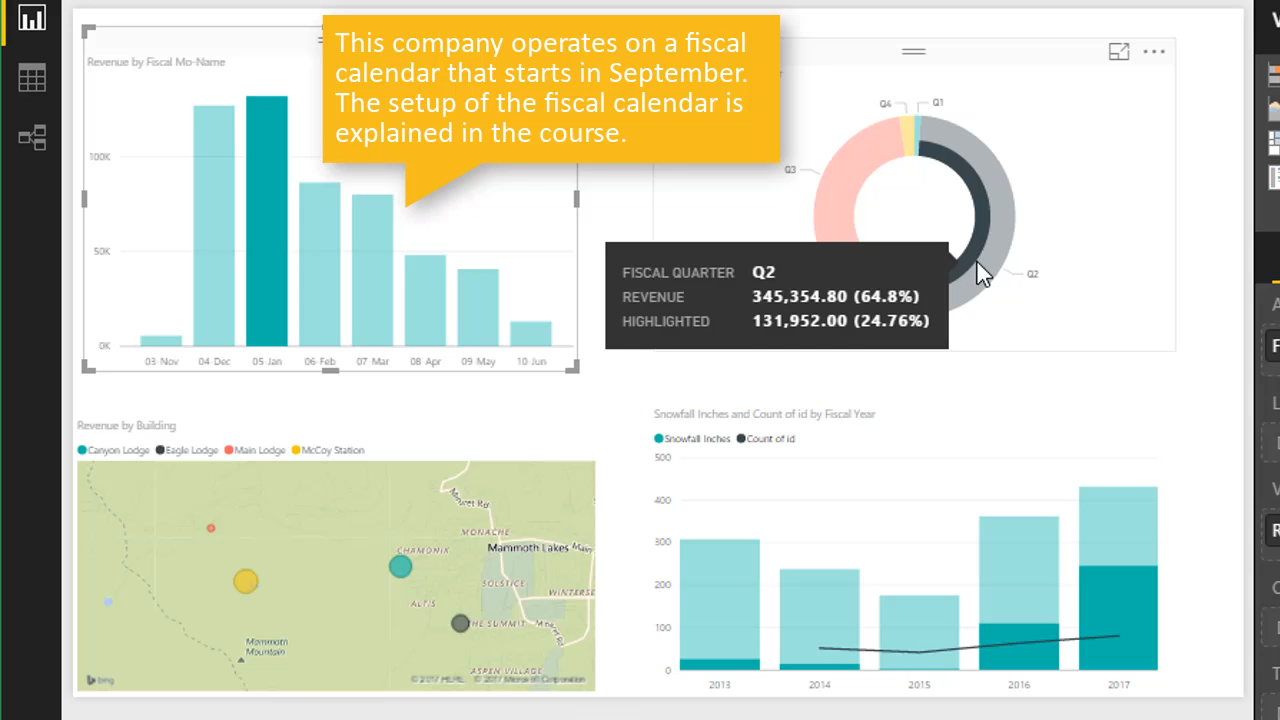 This company operates on a fiscal
calendar that starts in September.
The setup of the fiscal calendar is
explained in the course.
Revenue by Fiscal Mo-Name
100K
50K
0K
03-Nov 04-Dec 05-Jan 06-Feb 07-Mar 08-Apr 09-May 10-Jun
Q4 Q1
Q3
Q2
FISCAL QUARTER Q2
REVENUE 345,354.80 (64.8%)
HIGHLIGHTED 131,952.00 (24.76%)
Revenue by Building
Canyon Lodge Eagle Lodge Main Lodge McCoy Station
MONACHE
Mammoth Lakes
CHAMONIX
SOLSTICE
ALTIS
THE SUMMIT
Mammoth
Mountain
ASPEN VILLAGE
bing
© 2017 HERE © 2017 Microsoft Corporation
Snowfall Inches and Count of id by Fiscal Year
Snowfall Inches Count of id
500
400
300
200
100
0
2013 2014 2015 2016 2017